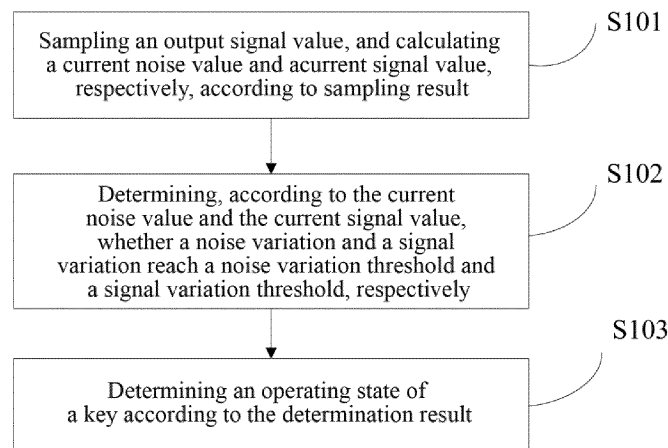 S101
Sampling an output signal value, and calculating
a current noise value and acurrent signal value,
respectively, according to sampling result
S102
Determining, according to the current
noise value and the current signal value,
whether a noise variation and a signal
variation reach a noise variation threshold and
a signal variation threshold, respectively
S103
Determining an operating state of
a key according to the determination result